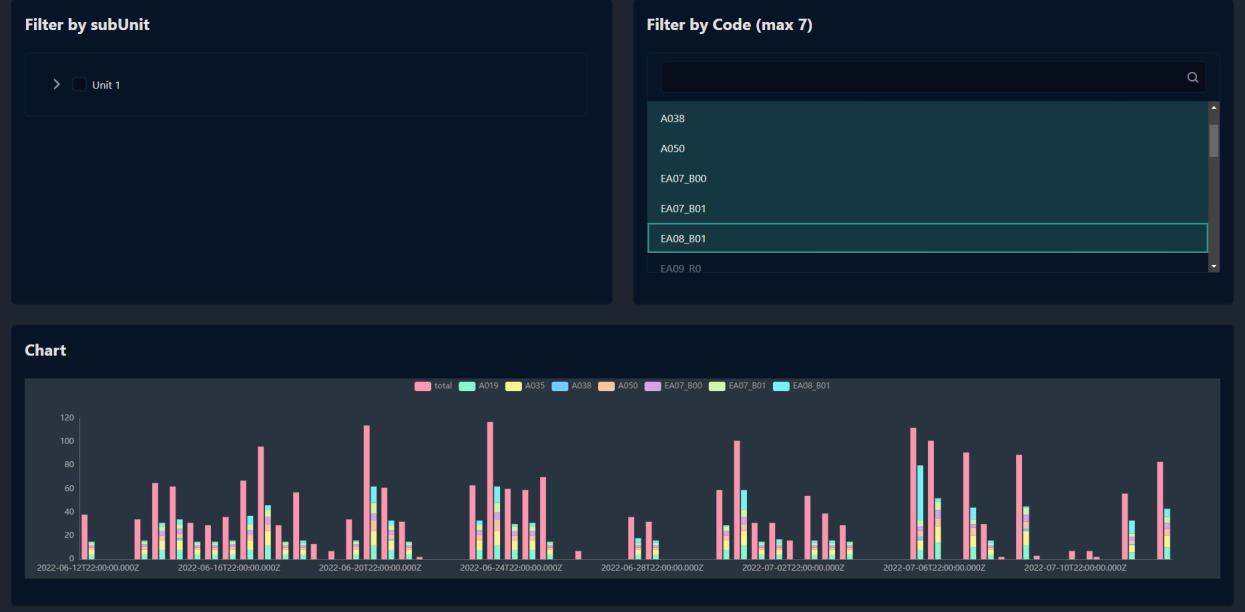 Filter by subUnit
Filter by Code (max 7)
Unit 1
A038
A050
EA07_B00
EA07_B01
EA08_B01
EA09_R0
Chart
total A019 A035 A038 A050 EA07_B00 EA07_B01 EA08_B01
120
100
80
60
40
20
0
2022-06-12T22:00:00.000Z 2022-06-16T22:00:00.000Z 2022-06-20T22:00:00.000Z 2022-06-24T22:00:00.000Z 2022-06-28T22:00:00.000Z 2022-07-02T22:00:00.000Z 2022-07-06T22:00:00.000Z 2022-07-10T22:00:00.000Z